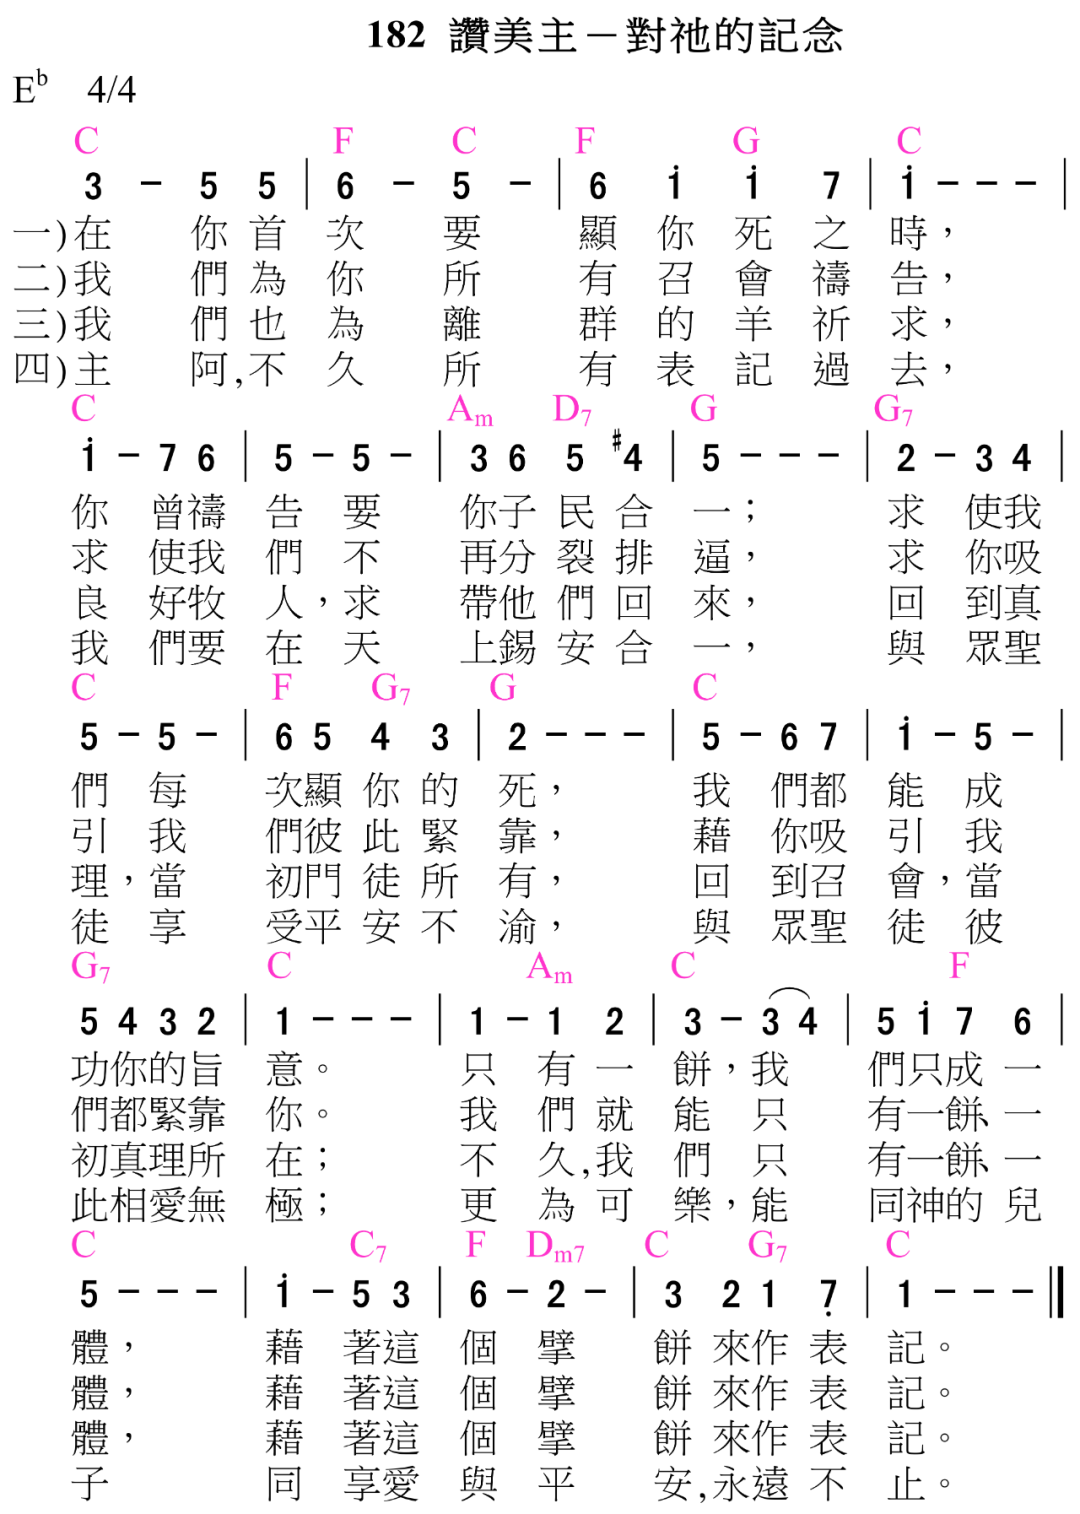 182 讚美主－對祂的記念
E♭ 4/4
C F C F G C
3 － 5 5 | 6 － 5 － | 6 i i 7 | i － － － |
一)在 你 首 次 要 顯 你 死 之 時，
二)我 們 為 你 所 有 召 會 禱 告，
三)我 們 也 為 離 群 的 羊 祈 求，
四)主 阿,不 久 所 有 表 記 過 去，
C Am D7 G G7
i － 7 6 | 5 － 5 － | 3 6 5 #4 | 5 － － － | 2 － 3 4 |
你 曾禱 告 要 你子 民 合 一； 求 使我
求 使我 們 不 再分 裂 排 逼， 求 你吸
良 好牧 人，求 帶他 們 回 來， 回 到真
我 們要 在 天 上錫 安 合 一， 與 眾聖
C F G7 G C
5 － 5 － | 6 5 4 3 | 2 － － － | 5 － 6 7 | i － 5 － |
們 每 次顯 你 的 死， 我 們都 能 成
引 我 們彼 此 緊 靠， 藉 你吸 引 我
理，當 初門 徒 所 有， 回 到召 會，當
徒 享 受平 安 不 渝， 與 眾聖 徒 彼
G7 C Am C F
5 4 3 2 | 1 － － － | 1 － 1 2 | 3 － 3 4 | 5 i 7 6 |
功你的旨 意。 只 有 一 餅，我 們只成 一
們都緊靠 你。 我 們 就 能 只 有一餅、一
初真理所 在； 不 久,我 們 只 有一餅、一
此相愛無 極； 更 為 可 樂，能 同神的 兒
C C7 F Dm7 C G7 C
5 － － － | i － 5 3 | 6 － 2 － | 3 2 1 7̣ | 1 － － － ‖
體， 藉 著這 個 擘 餅 來作 表 記。
體， 藉 著這 個 擘 餅 來作 表 記。
體， 藉 著這 個 擘 餅 來作 表 記。
子 同 享愛 與 平 安,永遠 不 止。